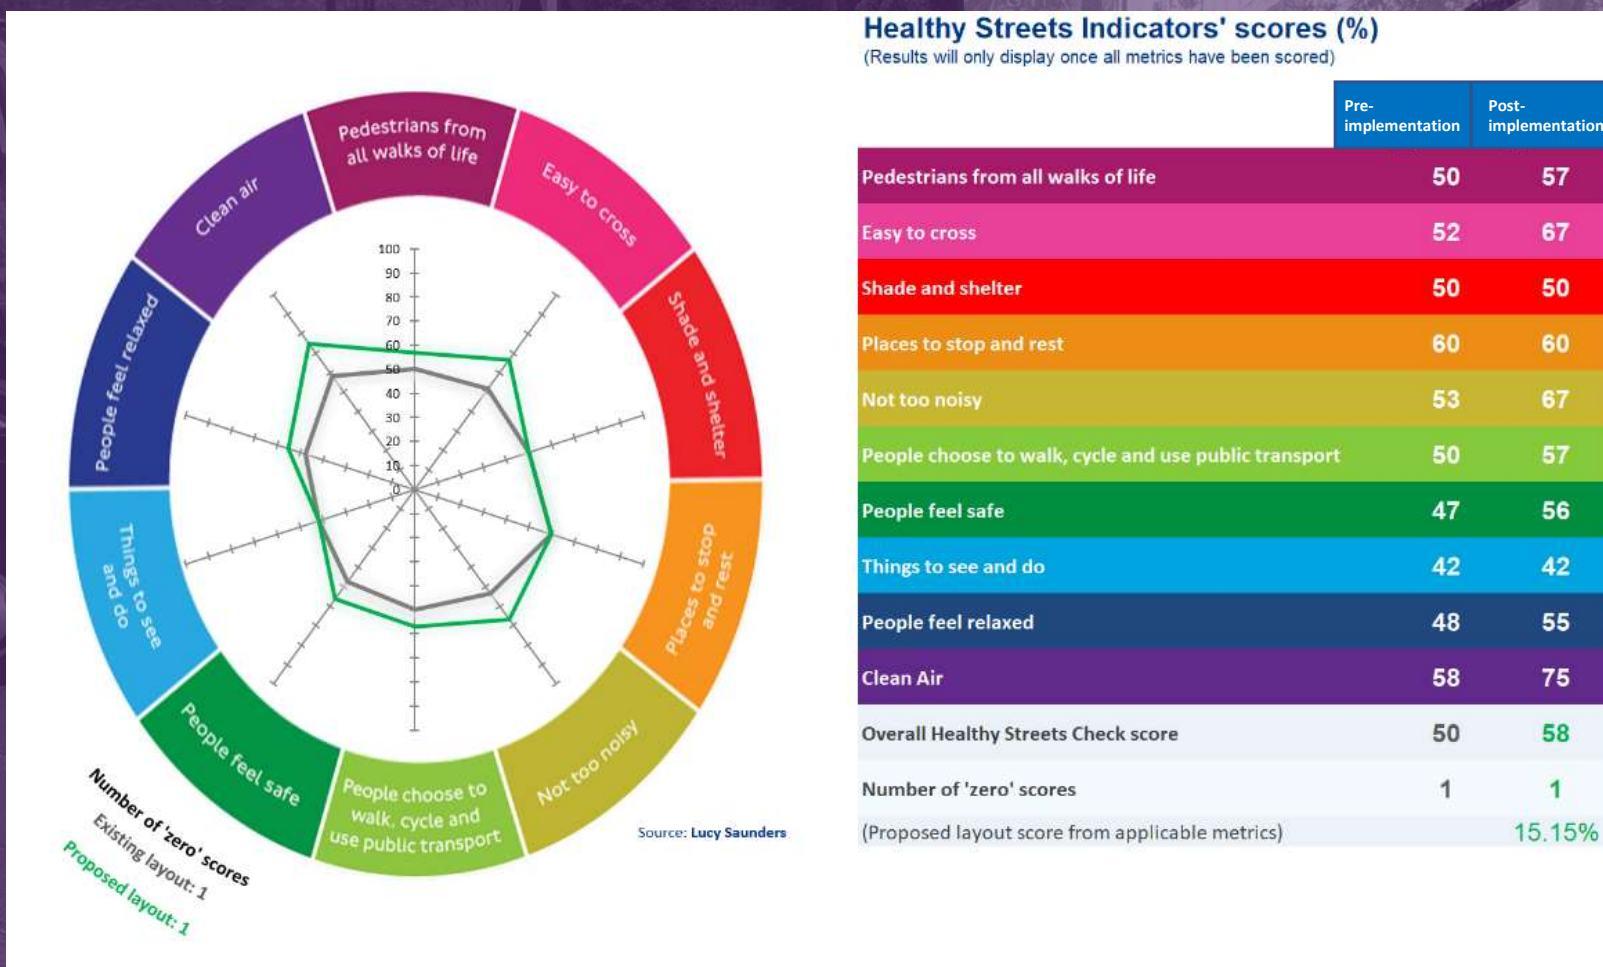 Healthy Streets Indicators' scores (%)
(Results will only display once all metrics have been scored)
Pre-
implementation
Post-
implementation
Pedestrians from all walks of life 50 57
Easy to cross 52 67
Shade and shelter 50 50
Places to stop and rest 60 60
Not too noisy 53 67
People choose to walk, cycle and use public transport 50 57
People feel safe 47 56
Things to see and do 42 42
People feel relaxed 48 55
Clean Air 58 75
Overall Healthy Streets Check score 50 58
Number of 'zero' scores 1 1
(Proposed layout score from applicable metrics) 15.15%
Pedestrians from
all walks of life
Easy to cross
Shade and shelter
Places to stop
and rest
Not too noisy
People choose to
walk, cycle and
use public transport
People feel safe
Things to see
and do
People feel relaxed
Clean air
100
90
80
70
60
50
40
30
20
10
0
Number of 'zero' scores
Existing layout: 1
Proposed layout: 1
Source: Lucy Saunders